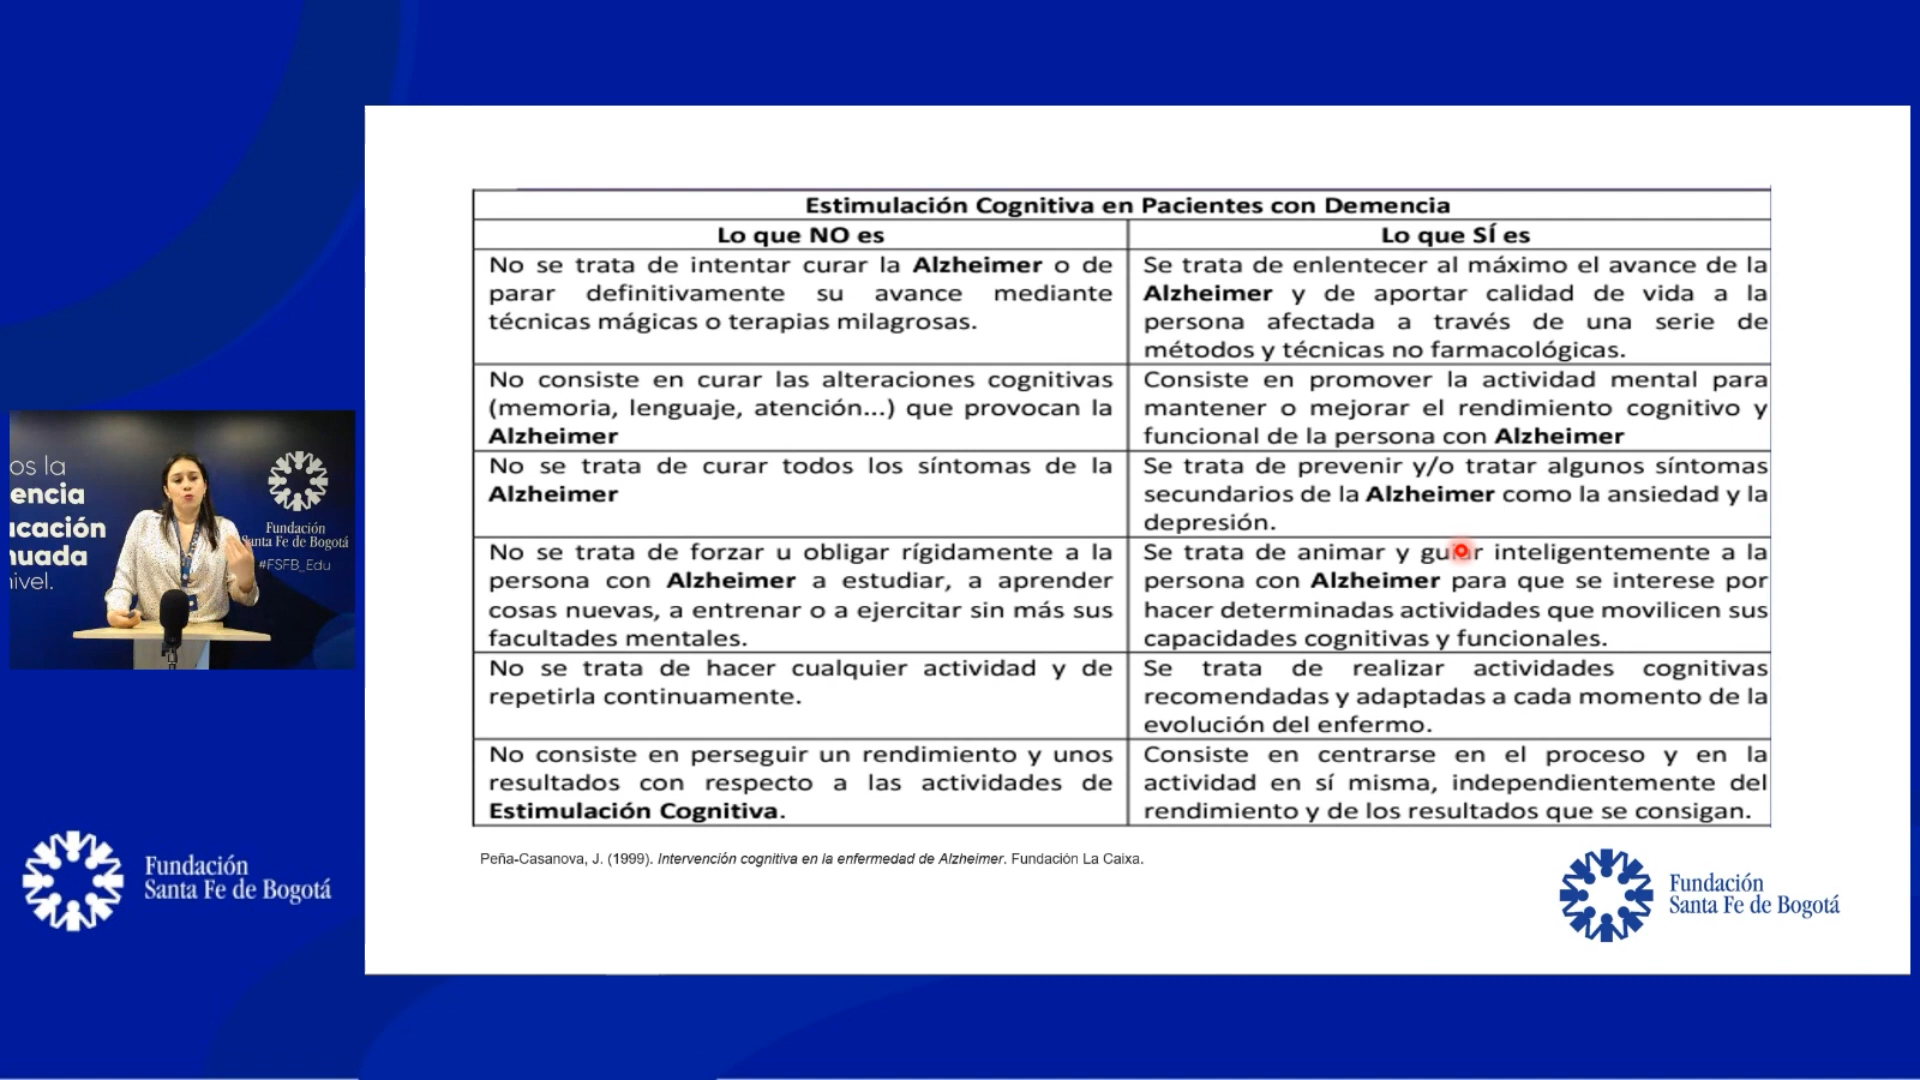 Estimulación Cognitiva en Pacientes con Demencia
Lo que NO es
Lo que SÍ es
No se trata de intentar curar la Alzheimer o de
parar definitivamente su avance mediante
técnicas mágicas o terapias milagrosas.
Se trata de enlentecer al máximo el avance de la
Alzheimer y de aportar calidad de vida a la
persona afectada a través de una serie de
métodos y técnicas no farmacológicas.
No consiste en curar las alteraciones cognitivas
(memoria, lenguaje, atención...) que provocan la
Alzheimer
Consiste en promover la actividad mental para
mantener o mejorar el rendimiento cognitivo y
funcional de la persona con Alzheimer
No se trata de curar todos los síntomas de la
Alzheimer
Se trata de prevenir y/o tratar algunos síntomas
secundarios de la Alzheimer como la ansiedad y la
depresión.
No se trata de forzar u obligar rígidamente a la
persona con Alzheimer a estudiar, a aprender
cosas nuevas, a entrenar o a ejercitar sin más sus
facultades mentales.
Se trata de animar y guiar inteligentemente a la
persona con Alzheimer para que se interese por
hacer determinadas actividades que movilicen sus
capacidades cognitivas y funcionales.
No se trata de hacer cualquier actividad y de
repetirla continuamente.
Se trata de realizar actividades cognitivas
recomendadas y adaptadas a cada momento de la
evolución del enfermo.
No consiste en perseguir un rendimiento y unos
resultados con respecto a las actividades de
Estimulación Cognitiva.
Consiste en centrarse en el proceso y en la
actividad en sí misma, independientemente del
rendimiento y de los resultados que se consigan.
Peña-Casanova, J. (1999). Intervención cognitiva en la enfermedad de Alzheimer. Fundación La Caixa.
Fundación
Santa Fe de Bogotá
os la
encia
ucación
nuada
nivel.
Fundación
Santa Fe de Bogotá
#FSFB_Edu
Fundación
Santa Fe de Bogotá